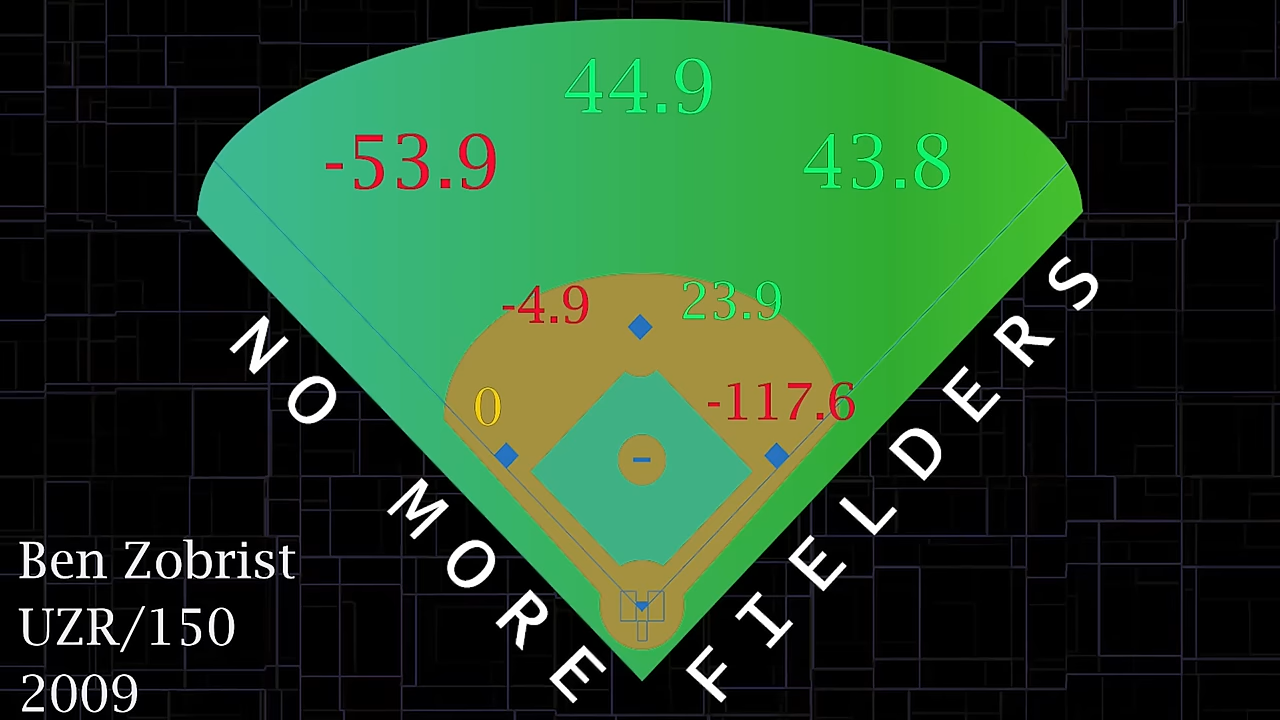 44.9
-53.9
43.8
-4.9
23.9
0
-117.6
NO MORE
FIELDERS
Ben Zobrist
UZR/150
2009